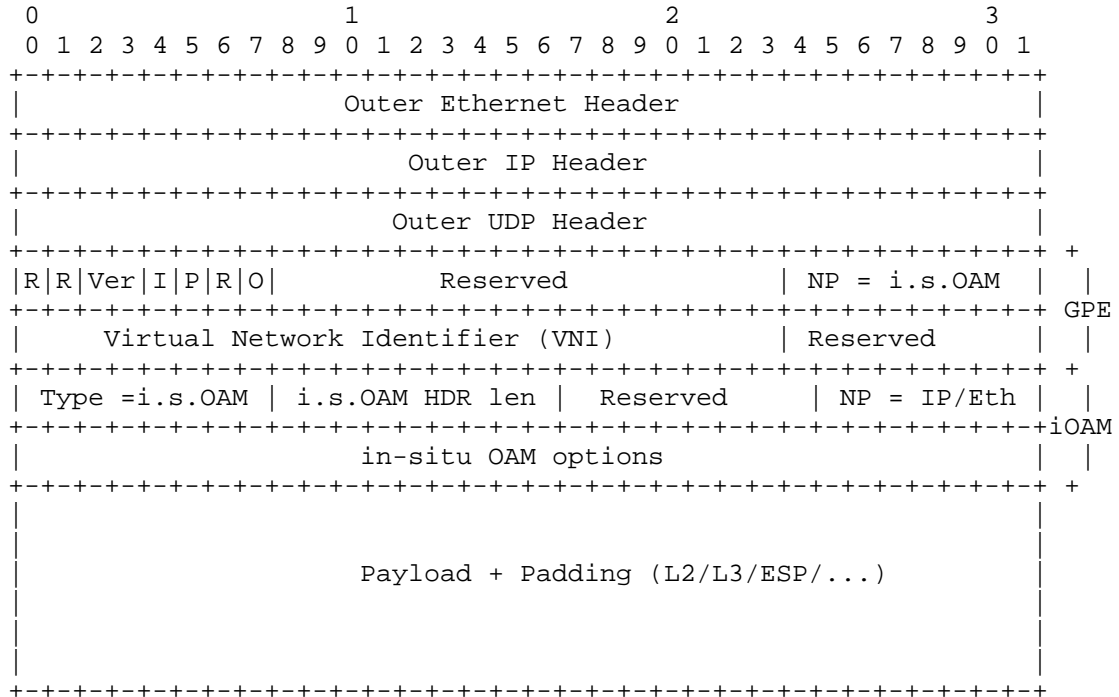 0                   1                   2                   3
 0 1 2 3 4 5 6 7 8 9 0 1 2 3 4 5 6 7 8 9 0 1 2 3 4 5 6 7 8 9 0 1
+-+-+-+-+-+-+-+-+-+-+-+-+-+-+-+-+-+-+-+-+-+-+-+-+-+-+-+-+-+-+-+-+
|                    Outer Ethernet Header                      |
+-+-+-+-+-+-+-+-+-+-+-+-+-+-+-+-+-+-+-+-+-+-+-+-+-+-+-+-+-+-+-+-+
|                        Outer IP Header                        |
+-+-+-+-+-+-+-+-+-+-+-+-+-+-+-+-+-+-+-+-+-+-+-+-+-+-+-+-+-+-+-+-+
|                       Outer UDP Header                        |
+-+-+-+-+-+-+-+-+-+-+-+-+-+-+-+-+-+-+-+-+-+-+-+-+-+-+-+-+-+-+-+-+ +
|R|R|Ver|I|P|R|O|          Reserved             | NP = i.s.OAM  |  |
+-+-+-+-+-+-+-+-+-+-+-+-+-+-+-+-+-+-+-+-+-+-+-+-+-+-+-+-+-+-+-+-+ GPE
|     Virtual Network Identifier (VNI)          | Reserved      |  |
+-+-+-+-+-+-+-+-+-+-+-+-+-+-+-+-+-+-+-+-+-+-+-+-+-+-+-+-+-+-+-+-+ +
| Type =i.s.OAM | i.s.OAM HDR len |  Reserved     | NP = IP/Eth |  |
+-+-+-+-+-+-+-+-+-+-+-+-+-+-+-+-+-+-+-+-+-+-+-+-+-+-+-+-+-+-+-+-+iOAM
|                     in-situ OAM options                       |  |
+-+-+-+-+-+-+-+-+-+-+-+-+-+-+-+-+-+-+-+-+-+-+-+-+-+-+-+-+-+-+-+-+ +
|                                                               |
|                                                               |
|                     Payload + Padding (L2/L3/ESP/...)         |
|                                                               |
|                                                               |
|                                                               |
+-+-+-+-+-+-+-+-+-+-+-+-+-+-+-+-+-+-+-+-+-+-+-+-+-+-+-+-+-+-+-+-+